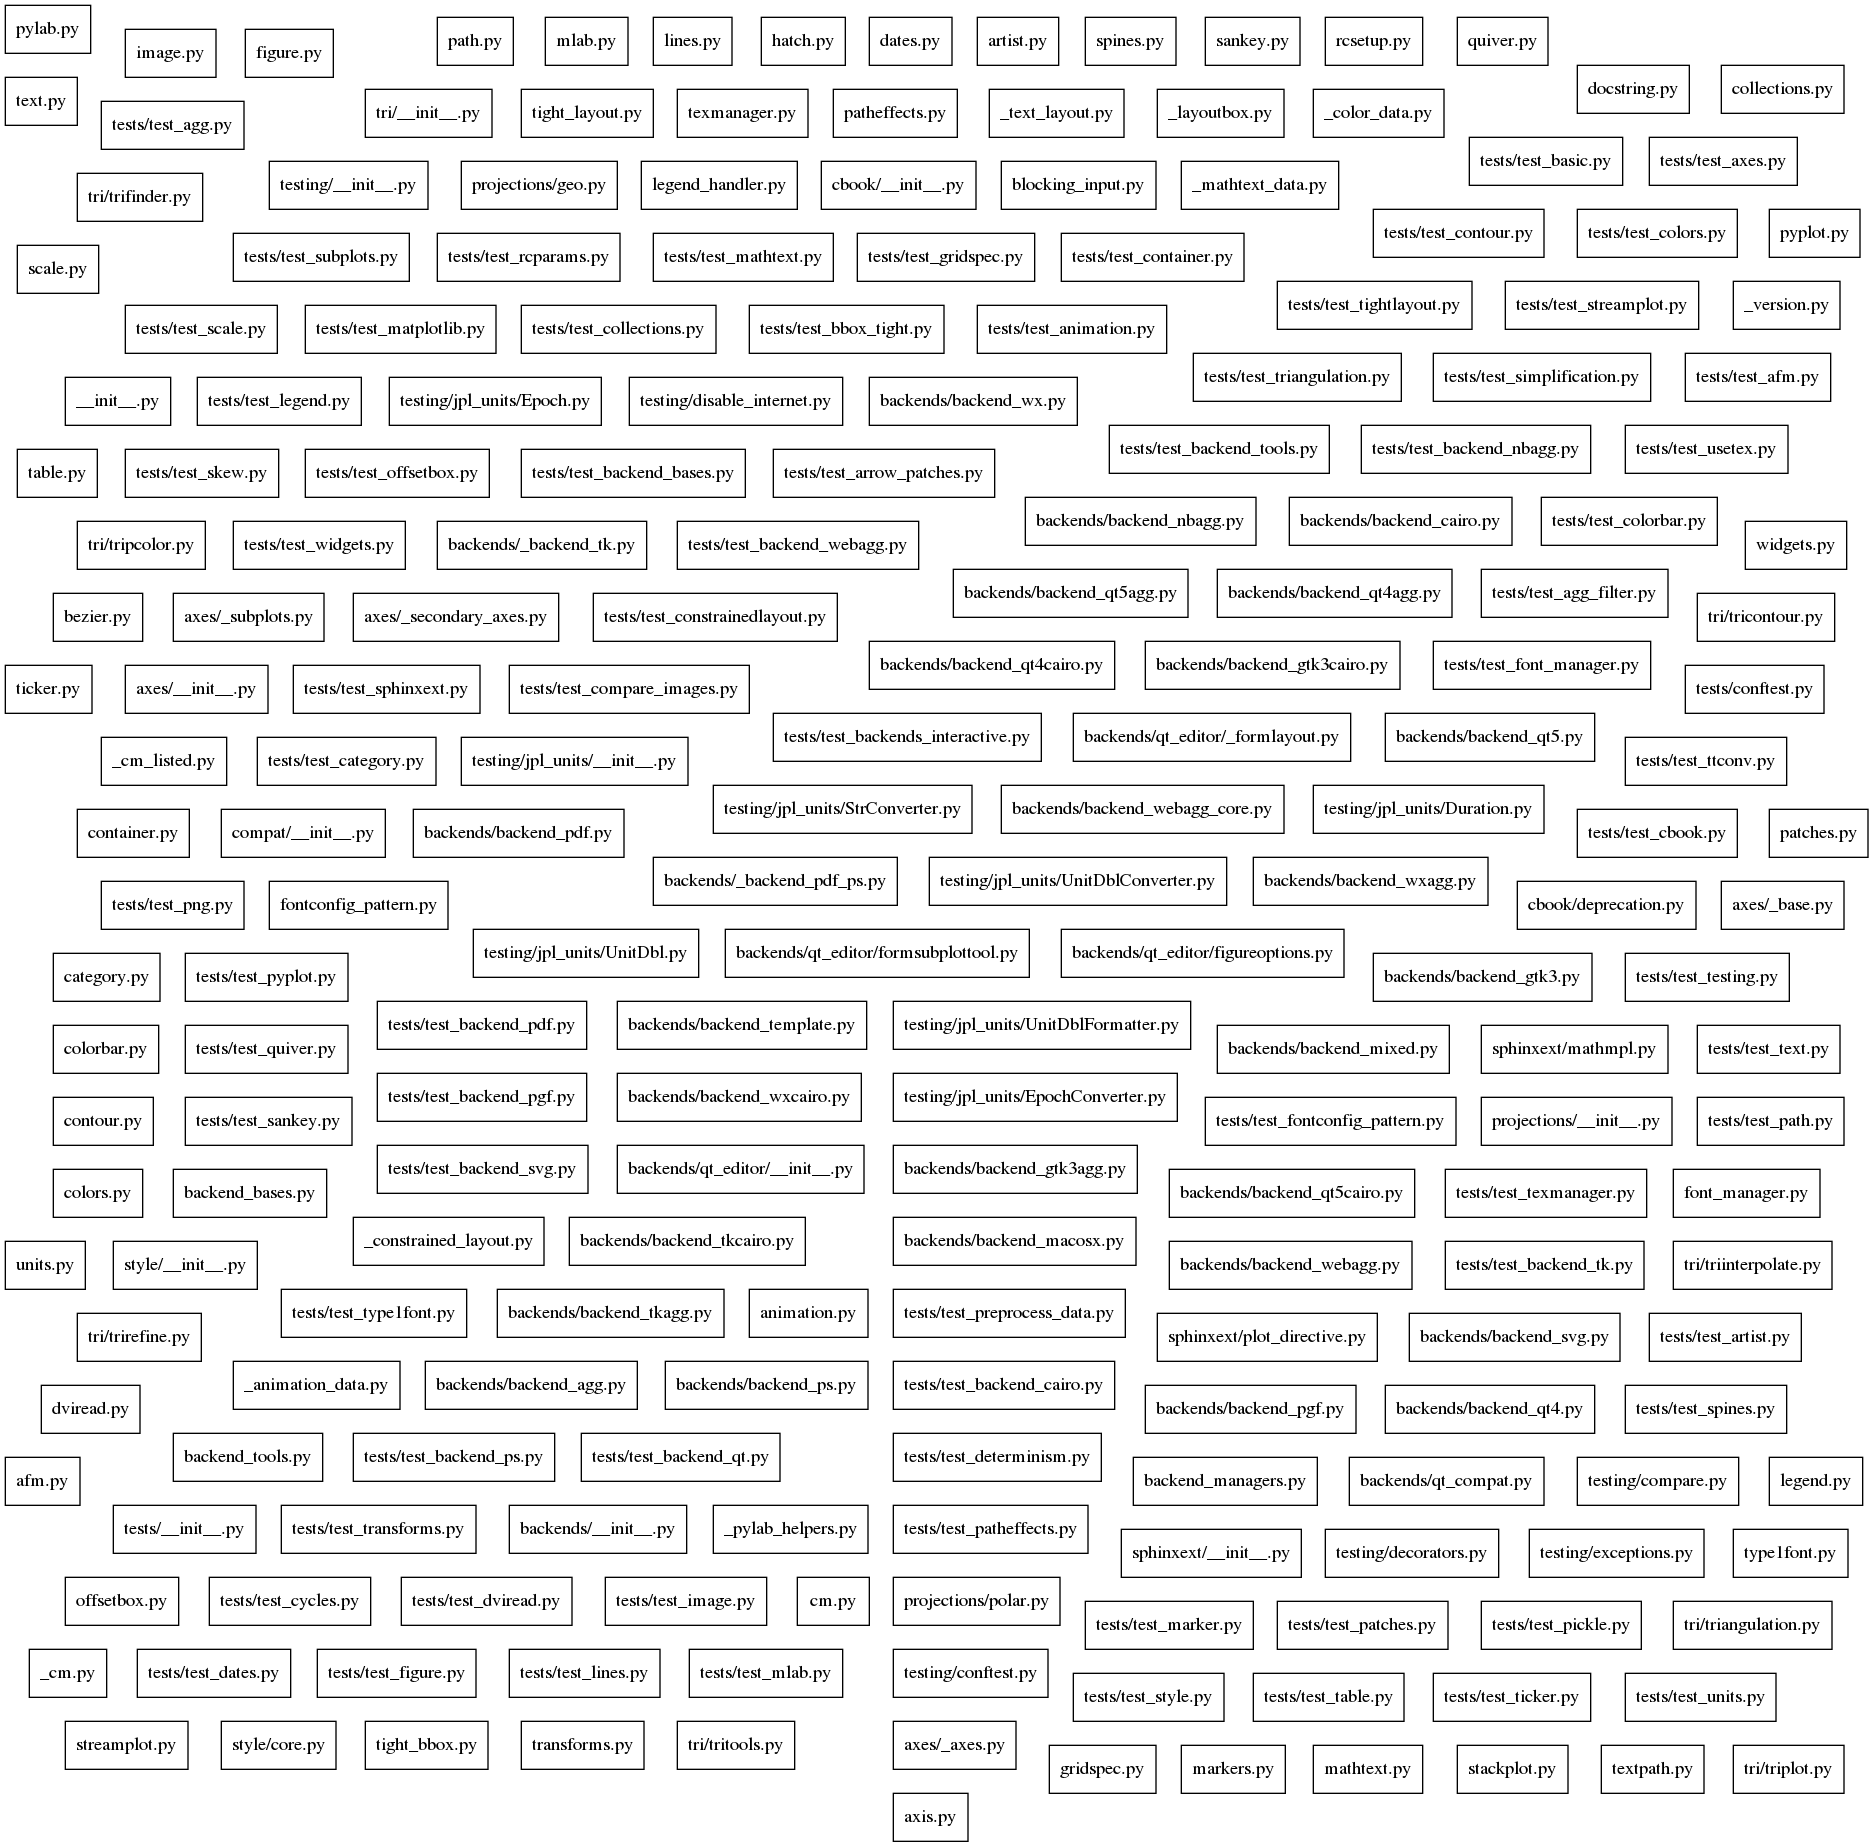 pylab.py
image.py
figure.py
path.py
mlab.py
lines.py
hatch.py
dates.py
artist.py
spines.py
sankey.py
rcsetup.py
quiver.py
docstring.py
collections.py
text.py
tests/test_agg.py
tri/__init__.py
tight_layout.py
texmanager.py
patheffects.py
_text_layout.py
_layoutbox.py
_color_data.py
tests/test_basic.py
tests/test_axes.py
tri/trifinder.py
testing/__init__.py
projections/geo.py
legend_handler.py
cbook/__init__.py
blocking_input.py
_mathtext_data.py
tests/test_contour.py
tests/test_colors.py
pyplot.py
scale.py
tests/test_subplots.py
tests/test_rcparams.py
tests/test_mathtext.py
tests/test_gridspec.py
tests/test_container.py
tests/test_tightlayout.py
tests/test_streamplot.py
_version.py
tests/test_scale.py
tests/test_matplotlib.py
tests/test_collections.py
tests/test_bbox_tight.py
tests/test_animation.py
tests/test_triangulation.py
tests/test_simplification.py
tests/test_afm.py
__init__.py
tests/test_legend.py
testing/jpl_units/Epoch.py
testing/disable_internet.py
backends/backend_wx.py
tests/test_backend_tools.py
tests/test_backend_nbagg.py
tests/test_usetex.py
table.py
tests/test_skew.py
tests/test_offsetbox.py
tests/test_backend_bases.py
tests/test_arrow_patches.py
backends/backend_nbagg.py
backends/backend_cairo.py
tests/test_colorbar.py
widgets.py
tri/tripcolor.py
tests/test_widgets.py
backends/_backend_tk.py
tests/test_backend_webagg.py
backends/backend_qt5agg.py
backends/backend_qt4agg.py
tests/test_agg_filter.py
tri/tricontour.py
bezier.py
axes/_subplots.py
axes/_secondary_axes.py
tests/test_constrainedlayout.py
backends/backend_qt4cairo.py
backends/backend_gtk3cairo.py
tests/test_font_manager.py
tests/conftest.py
ticker.py
axes/__init__.py
tests/test_sphinxext.py
tests/test_compare_images.py
tests/test_backends_interactive.py
backends/qt_editor/_formlayout.py
backends/backend_qt5.py
tests/test_ttconv.py
_cm_listed.py
tests/test_category.py
testing/jpl_units/__init__.py
testing/jpl_units/StrConverter.py
backends/backend_webagg_core.py
testing/jpl_units/Duration.py
tests/test_cbook.py
patches.py
container.py
compat/__init__.py
backends/backend_pdf.py
backends/_backend_pdf_ps.py
testing/jpl_units/UnitDblConverter.py
backends/backend_wxagg.py
cbook/deprecation.py
axes/_base.py
tests/test_png.py
fontconfig_pattern.py
testing/jpl_units/UnitDbl.py
backends/qt_editor/formsubplottool.py
backends/qt_editor/figureoptions.py
backends/backend_gtk3.py
tests/test_testing.py
category.py
tests/test_pyplot.py
tests/test_backend_pdf.py
backends/backend_template.py
testing/jpl_units/UnitDblFormatter.py
backends/backend_mixed.py
sphinxext/mathmpl.py
tests/test_text.py
colorbar.py
tests/test_quiver.py
tests/test_backend_pgf.py
backends/backend_wxcairo.py
testing/jpl_units/EpochConverter.py
tests/test_fontconfig_pattern.py
projections/__init__.py
tests/test_path.py
contour.py
tests/test_sankey.py
tests/test_backend_svg.py
backends/qt_editor/__init__.py
backends/backend_gtk3agg.py
backends/backend_qt5cairo.py
tests/test_texmanager.py
font_manager.py
colors.py
backend_bases.py
_constrained_layout.py
backends/backend_tkcairo.py
backends/backend_macosx.py
backends/backend_webagg.py
tests/test_backend_tk.py
tri/triinterpolate.py
units.py
style/__init__.py
tests/test_type1font.py
backends/backend_tkagg.py
animation.py
tests/test_preprocess_data.py
sphinxext/plot_directive.py
backends/backend_svg.py
tests/test_artist.py
tri/trirefine.py
_animation_data.py
backends/backend_agg.py
backends/backend_ps.py
tests/test_backend_cairo.py
backends/backend_pgf.py
backends/backend_qt4.py
tests/test_spines.py
dviread.py
backend_tools.py
tests/test_backend_ps.py
tests/test_backend_qt.py
tests/test_determinism.py
backend_managers.py
backends/qt_compat.py
testing/compare.py
legend.py
afm.py
tests/__init__.py
tests/test_transforms.py
backends/__init__.py
_pylab_helpers.py
tests/test_patheffects.py
sphinxext/__init__.py
testing/decorators.py
testing/exceptions.py
type1font.py
offsetbox.py
tests/test_cycles.py
tests/test_dviread.py
tests/test_image.py
cm.py
projections/polar.py
tests/test_marker.py
tests/test_patches.py
tests/test_pickle.py
tri/triangulation.py
_cm.py
tests/test_dates.py
tests/test_figure.py
tests/test_lines.py
tests/test_mlab.py
testing/conftest.py
tests/test_style.py
tests/test_table.py
tests/test_ticker.py
tests/test_units.py
streamplot.py
style/core.py
tight_bbox.py
transforms.py
tri/tritools.py
axes/_axes.py
gridspec.py
markers.py
mathtext.py
stackplot.py
textpath.py
tri/triplot.py
axis.py